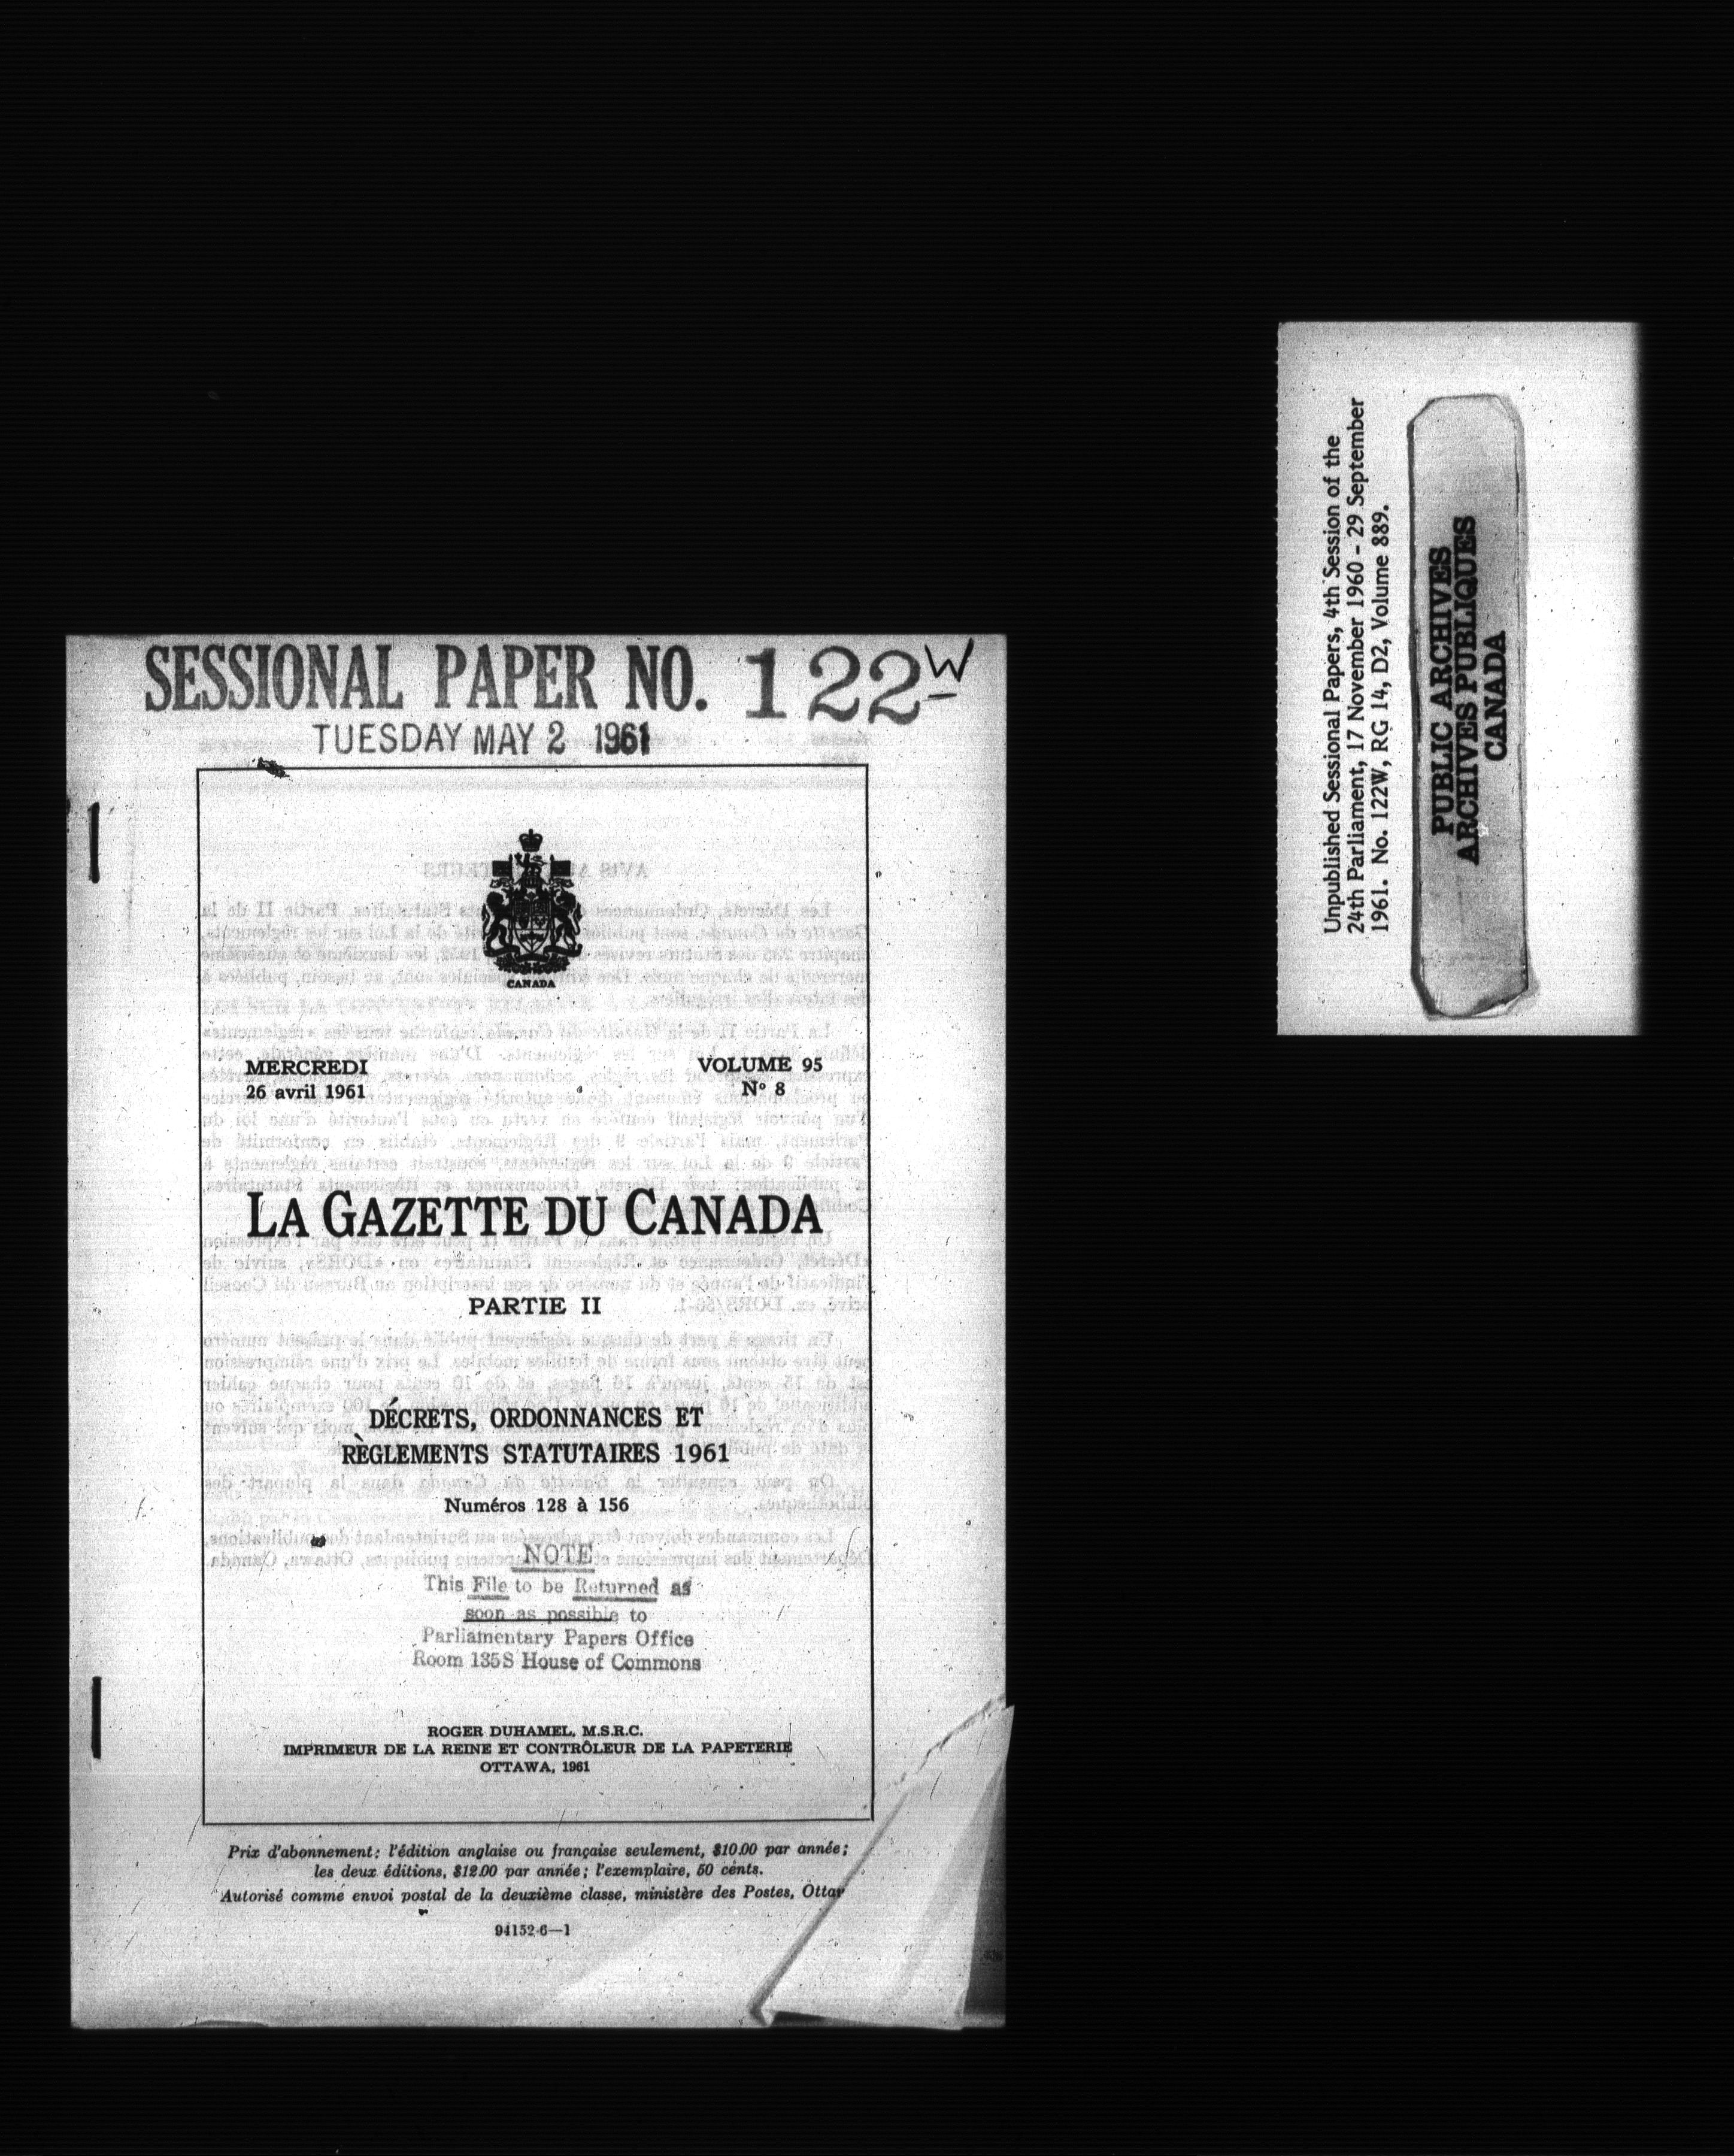 SESSIONAL PAPER NO. 122W
TUESDAY MAY 2 1961
CANADA
MERCREDI
26 avril 1961
VOLUME 95
Nº 8
LA GAZETTE DU CANADA
PARTIE II
DÉCRETS, ORDONNANCES ET
RÈGLEMENTS STATUTAIRES 1961
Numéros 128 à 156
NOTE
This File to be Returned as
soon as possible to
Parliamentary Papers Office
Room 135S House of Commons
ROGER DUHAMEL, M.S.R.C.
IMPRIMEUR DE LA REINE ET CONTRÔLEUR DE LA PAPETERIE
OTTAWA, 1961
Prix d'abonnement: l'édition anglaise ou française seulement, $10.00 par année;
les deux éditions, $12.00 par année; l'exemplaire, 50 cents.
Autorisé comme envoi postal de la deuxième classe, ministère des Postes, Ottaw
94152-6—1
Unpublished Sessional Papers, 4th Session of the
24th Parliament, 17 November 1960 - 29 September
1961. No. 122W, RG 14, D2, Volume 889.
PUBLIC ARCHIVES
ARCHIVES PUBLIQUES
CANADA